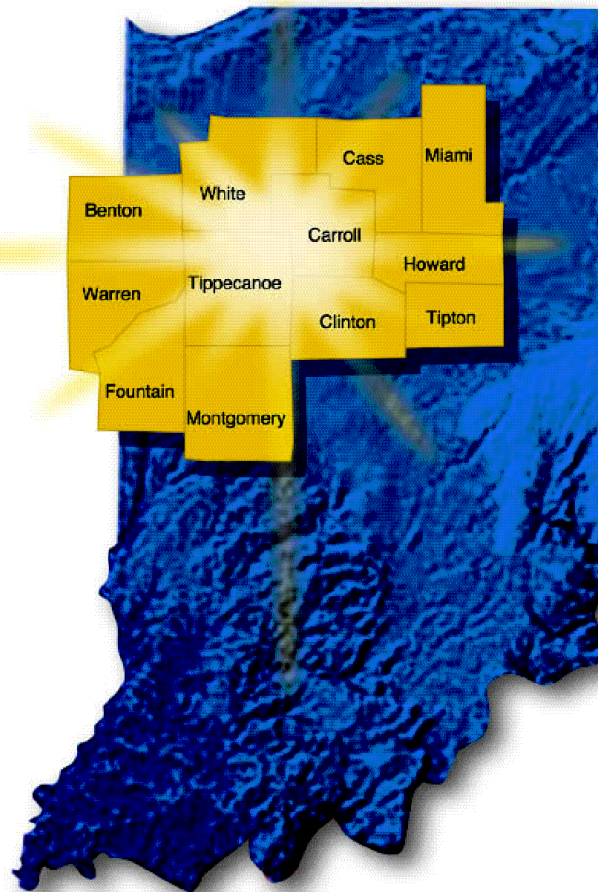 Cass
Miami
White
Benton
Carroll
Howard
Tippecanoe
Warren
Clinton
Tipton
Fountain
Montgomery